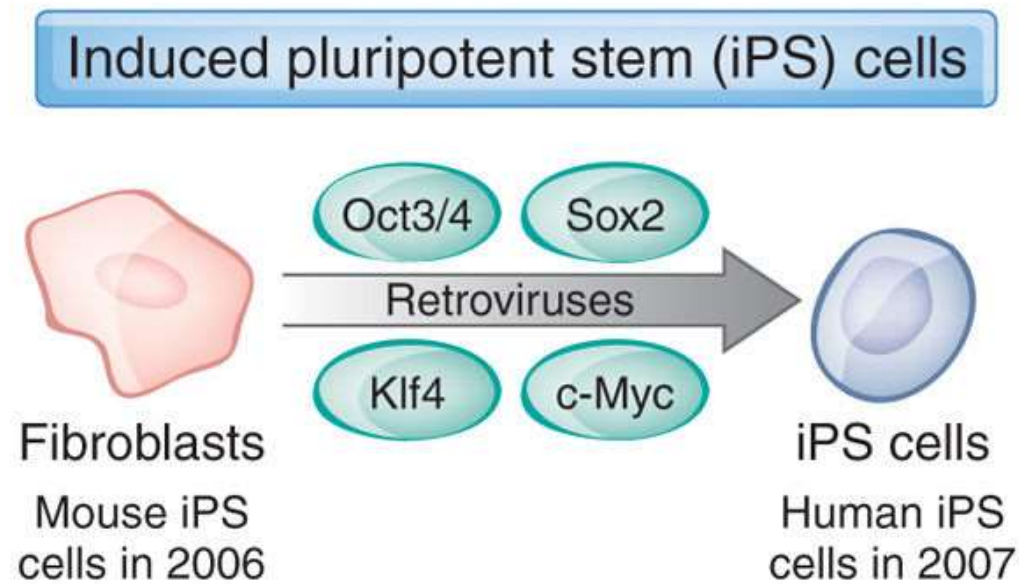 Induced pluripotent stem (iPS) cells
Oct3/4 Sox2
Retroviruses
Klf4 c-Myc
Fibroblasts
iPS cells
Mouse iPS
cells in 2006
Human iPS
cells in 2007